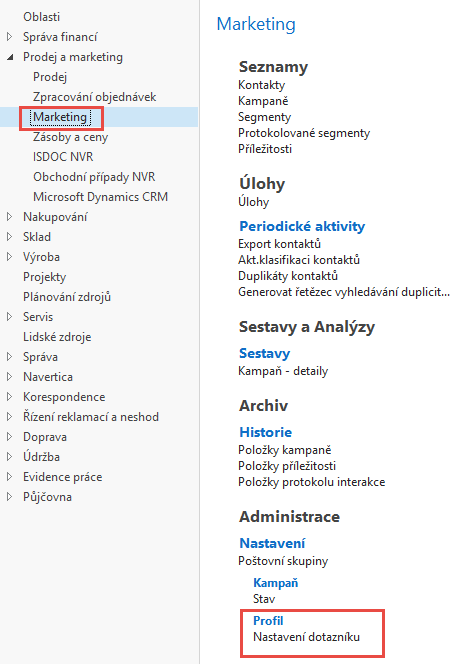 Oblasti
Správa financí
Prodej a marketing
Prodej
Zpracování objednávek
Marketing
Zásoby a ceny
ISDOC NVR
Obchodní případy NVR
Microsoft Dynamics CRM
Nakupování
Sklad
Výroba
Projekty
Plánování zdrojů
Servis
Lidské zdroje
Správa
Navertica
Korespondence
Řízení reklamací a neshod
Doprava
Údržba
Evidence práce
Půjčovna
Marketing
Seznamy
Kontakty
Kampaně
Segmenty
Protokolované segmenty
Příležitosti
Úlohy
Úlohy
Periodické aktivity
Export kontaktů
Akt.klasifikaci kontaktů
Duplikáty kontaktů
Generovat řetězec vyhledávání duplicit...
Sestavy a Analýzy
Sestavy
Kampaň - detaily
Archiv
Historie
Položky kampaně
Položky příležitosti
Položky protokolu interakce
Administrace
Nastavení
Poštovní skupiny
Kampaň
Stav
Profil
Nastavení dotazníku